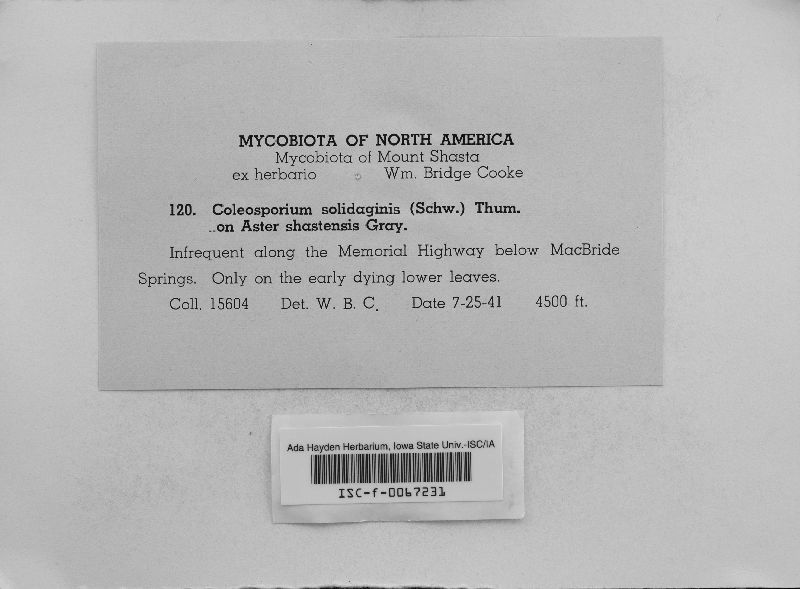 MYCOBIOTA OF NORTH AMERICA
Mycobiota of Mount Shasta
ex herbario Wm. Bridge Cooke
120. Coleosporium solidaginis (Schw.) Thum.
..on Aster shastensis Gray.
Infrequent along the Memorial Highway below MacBride
Springs. Only on the early dying lower leaves.
Coll. 15604 Det. W. B. C. Date 7-25-41 4500 ft.
Ada Hayden Herbarium, Iowa State Univ.-ISC/IA
ISC-f-0067231